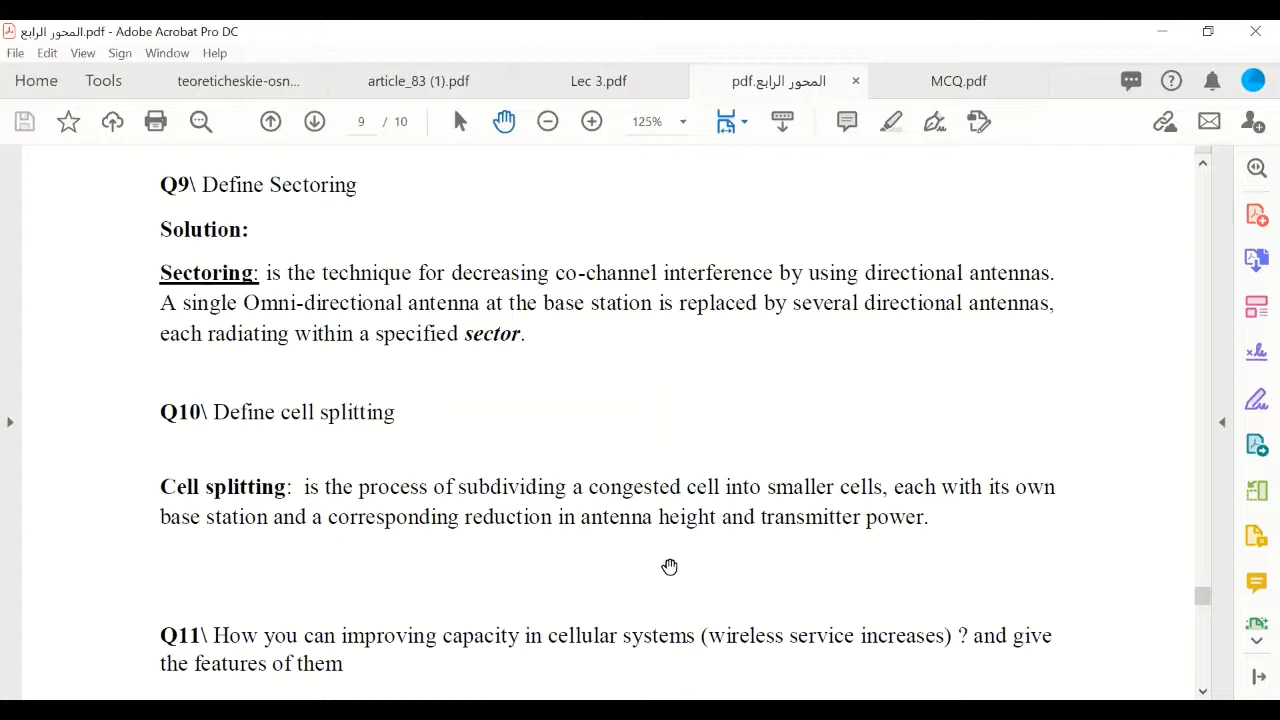 المحور الرابع.pdf - Adobe Acrobat Pro DC
File Edit View Sign Window Help
Home Tools teoreticheskie-osn... article_83 (1).pdf Lec 3.pdf المحور الرابع.pdf × MCQ.pdf
9 / 10 125%
Q9\ Define Sectoring
Solution:
Sectoring: is the technique for decreasing co-channel interference by using directional antennas.
A single Omni-directional antenna at the base station is replaced by several directional antennas,
each radiating within a specified sector.
Q10\ Define cell splitting
Cell splitting: is the process of subdividing a congested cell into smaller cells, each with its own
base station and a corresponding reduction in antenna height and transmitter power.
Q11\ How you can improving capacity in cellular systems (wireless service increases) ? and give
the features of them